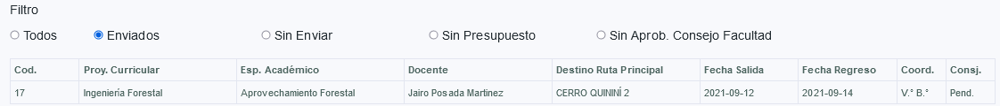 Filtro
Todos Enviados Sin Enviar Sin Presupuesto Sin Aprob. Consejo Facultad
Cod. Proy. Curricular Esp. Académico Docente Destino Ruta Principal Fecha Salida Fecha Regreso Coord. Consj.
17 Ingeniería Forestal Aprovechamiento Forestal Jairo Posada Martinez CERRO QUININÍ 2 2021-09-12 2021-09-14 V.° B.° Pend.